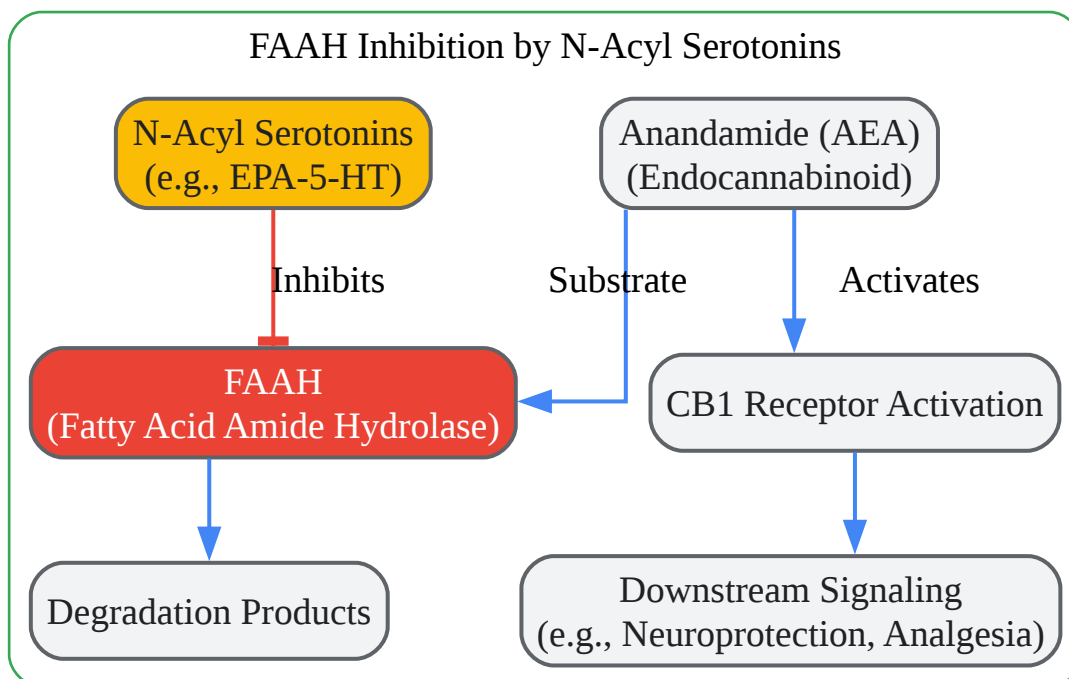 FAAH Inhibition by N-Acyl Serotonins
N-Acyl Serotonins
(e.g., EPA-5-HT)
Anandamide (AEA)
(Endocannabinoid)
Inhibits
Substrate
Activates
FAAH
(Fatty Acid Amide Hydrolase)
CB1 Receptor Activation
Degradation Products
Downstream Signaling
(e.g., Neuroprotection, Analgesia)